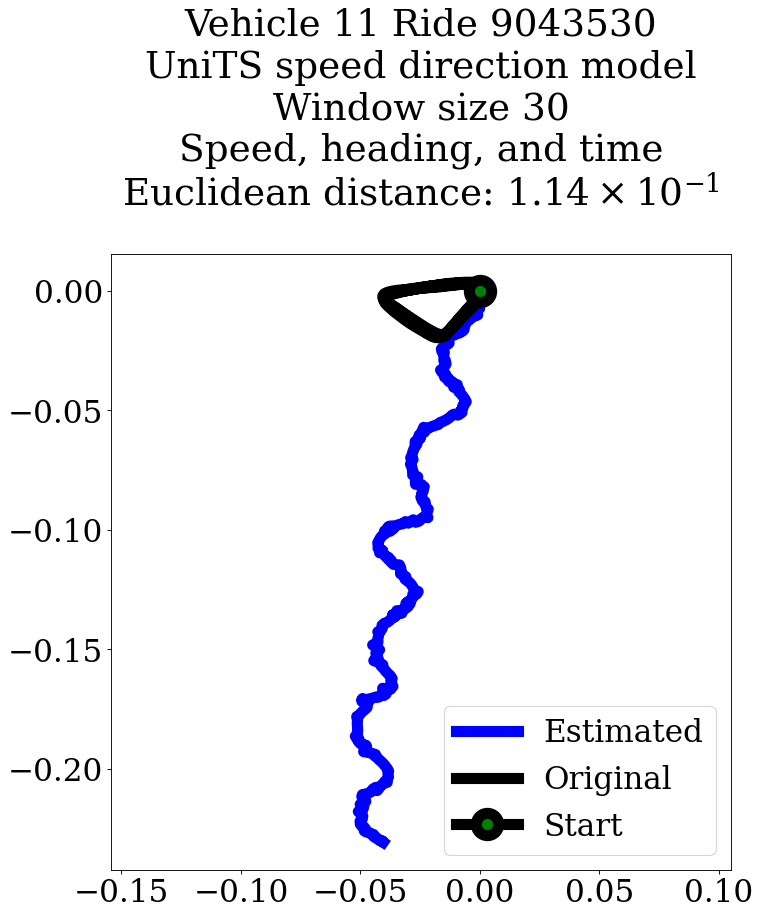 Vehicle 11 Ride 9043530
UniTS speed direction model
Window size 30
Speed, heading, and time
Euclidean distance: 1.14 × 10⁻¹
0.00
−0.05
−0.10
−0.15
−0.20
Estimated
Original
Start
−0.15 −0.10 −0.05 0.00 0.05 0.10